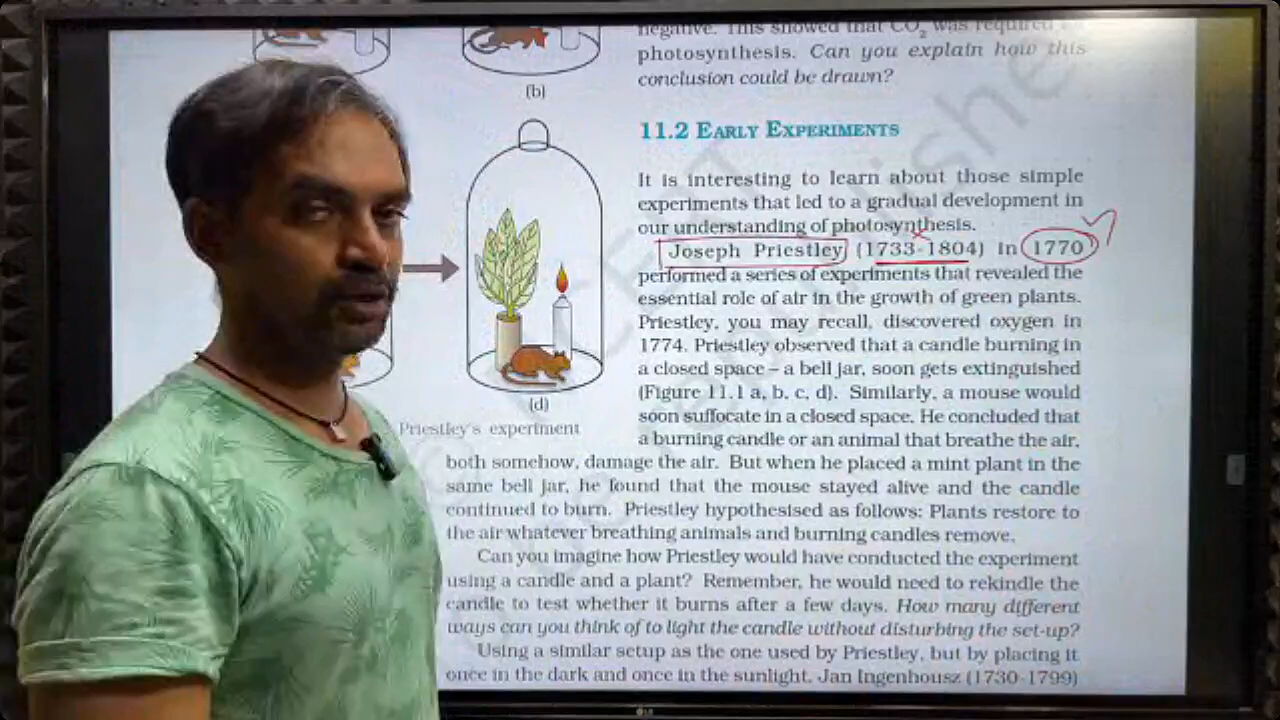 negative. This showed that CO₂ was required
photosynthesis. Can you explain how this
conclusion could be drawn?
(b)
11.2 EARLY EXPERIMENTS
It is interesting to learn about those simple
experiments that led to a gradual development in
our understanding of photosynthesis.
Joseph Priestley (1733-1804) in 1770
performed a series of experiments that revealed the
essential role of air in the growth of green plants.
Priestley, you may recall, discovered oxygen in
1774. Priestley observed that a candle burning in
a closed space – a bell jar, soon gets extinguished
(Figure 11.1 a, b, c, d). Similarly, a mouse would
soon suffocate in a closed space. He concluded that
a burning candle or an animal that breathe the air,
(d)
Priestley's experiment
both somehow, damage the air. But when he placed a mint plant in the
same bell jar, he found that the mouse stayed alive and the candle
continued to burn. Priestley hypothesised as follows: Plants restore to
the air whatever breathing animals and burning candles remove.
Can you imagine how Priestley would have conducted the experiment
using a candle and a plant? Remember, he would need to rekindle the
candle to test whether it burns after a few days. How many different
ways can you think of to light the candle without disturbing the set-up?
Using a similar setup as the one used by Priestley, but by placing it
once in the dark and once in the sunlight, Jan Ingenhousz (1730-1799)
LG